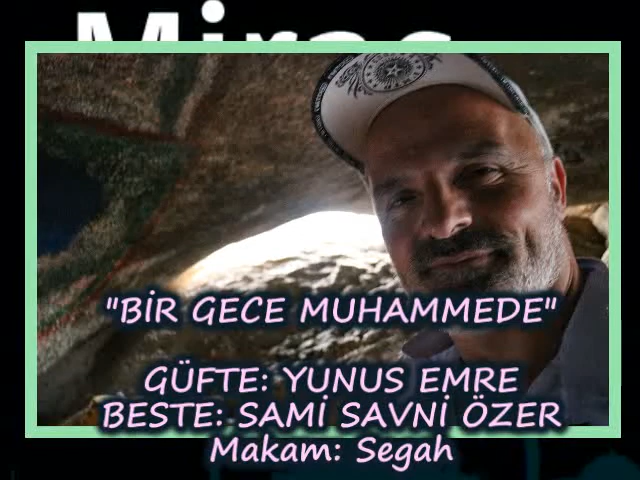 "BİR GECE MUHAMMEDE"
GÜFTE: YUNUS EMRE
BESTE: SAMİ SAVNİ ÖZER
Makam: Segah